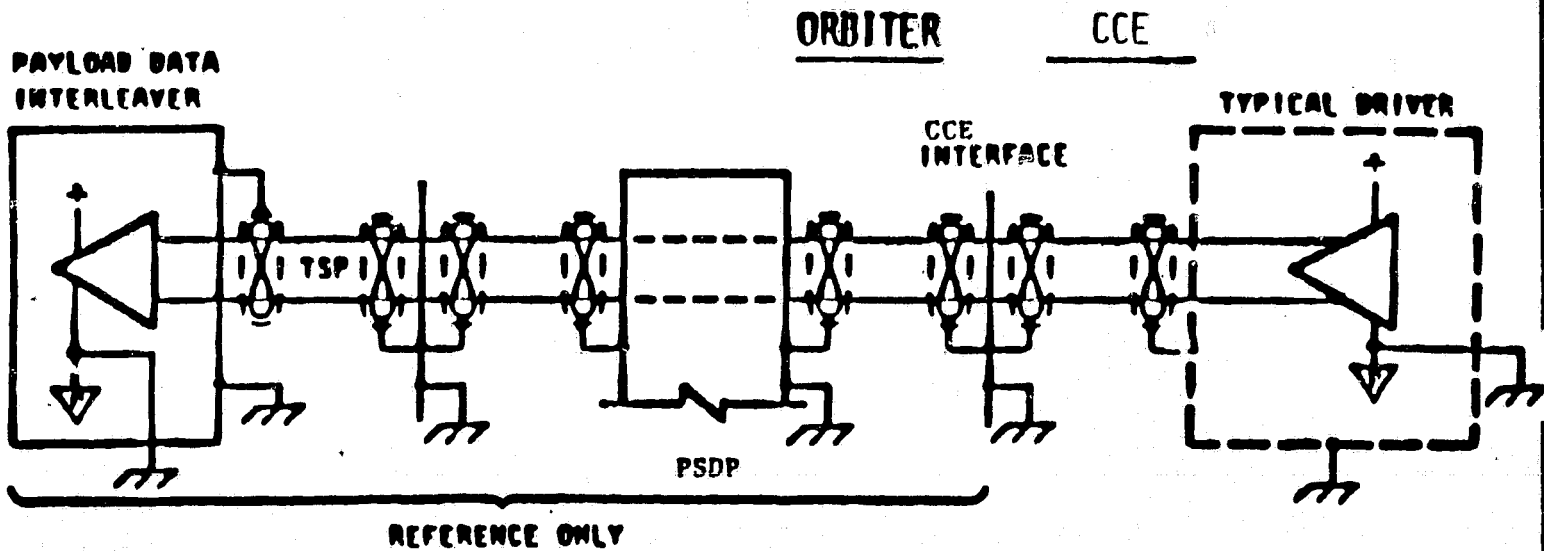 ORBITER CCE
PAYLOAD DATA
INTERLEAVER
TYPICAL DRIVER
CCE
INTERFACE
+
+
TSP
PSDP
REFERENCE ONLY